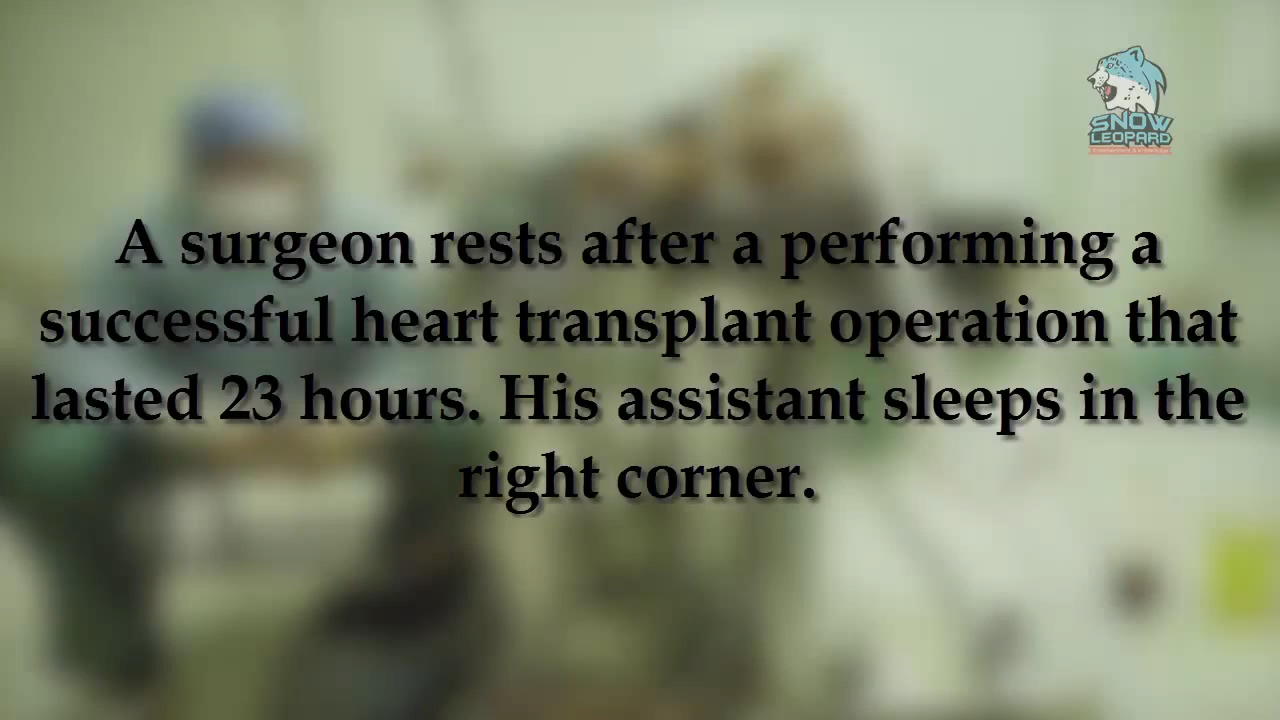 SNOW
LEOPARD
A surgeon rests after a performing a
successful heart transplant operation that
lasted 23 hours. His assistant sleeps in the
right corner.